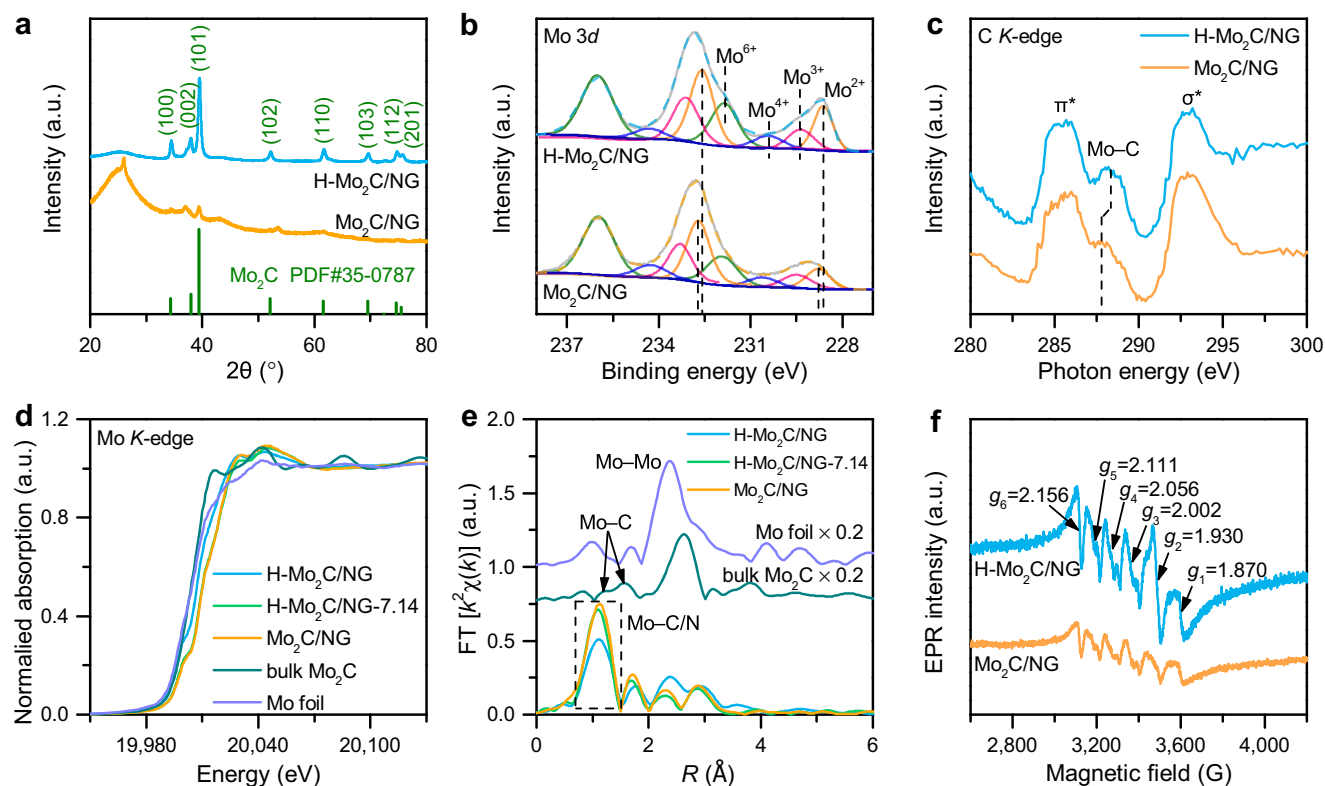 a
Intensity (a.u.)
(100)
(002)
(101)
(102)
(110)
(103)
(112)
(201)
H-Mo₂C/NG
Mo₂C/NG
Mo₂C PDF#35-0787
20 40 60 80
2θ (°)
b
Intensity (a.u.)
Mo 3d
Mo⁶⁺
Mo⁴⁺
Mo³⁺
Mo²⁺
H-Mo₂C/NG
Mo₂C/NG
237 234 231 228
Binding energy (eV)
c
Intensity (a.u.)
C K-edge
H-Mo₂C/NG
Mo₂C/NG
π*
Mo–C
σ*
280 285 290 295 300
Photon energy (eV)
d
Normalied absorption (a.u.)
1.2
0.8
0.4
0.0
Mo K-edge
H-Mo₂C/NG
H-Mo₂C/NG-7.14
Mo₂C/NG
bulk Mo₂C
Mo foil
19,980 20,040 20,100
Energy (eV)
e
FT [k²χ(k)] (a.u.)
2.0
1.5
1.0
0.5
0.0
H-Mo₂C/NG
H-Mo₂C/NG-7.14
Mo₂C/NG
Mo–Mo
Mo–C
Mo foil × 0.2
bulk Mo₂C × 0.2
Mo–C/N
0 2 4 6
R (Å)
f
EPR intensity (a.u.)
g₆=2.156
g₅=2.111
g₄=2.056
g₃=2.002
g₂=1.930
g₁=1.870
H-Mo₂C/NG
Mo₂C/NG
2,800 3,200 3,600 4,200
Magnetic field (G)